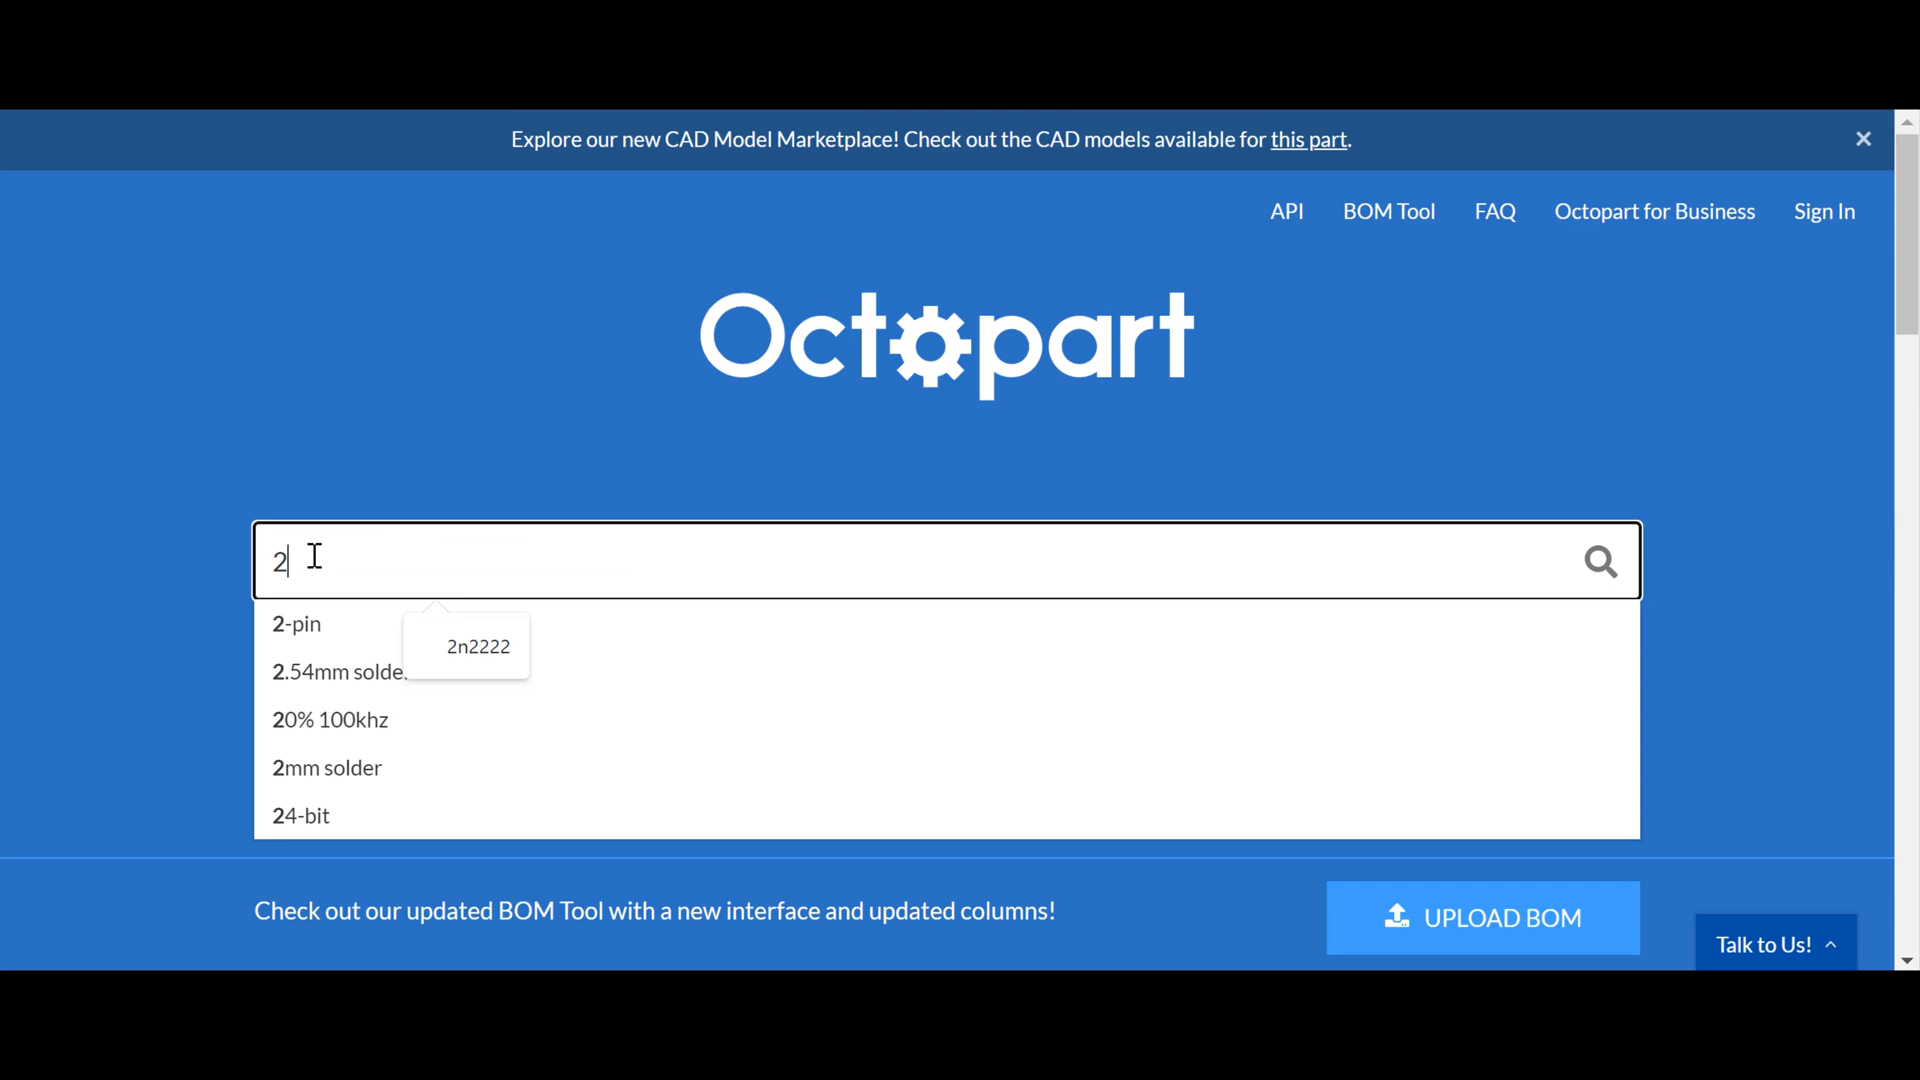 Explore our new CAD Model Marketplace! Check out the CAD models available for this part.
API BOM Tool FAQ Octopart for Business Sign In
Octopart
2
2-pin
2n2222
2.54mm solde
20% 100khz
2mm solder
24-bit
Check out our updated BOM Tool with a new interface and updated columns!
UPLOAD BOM
Talk to Us!